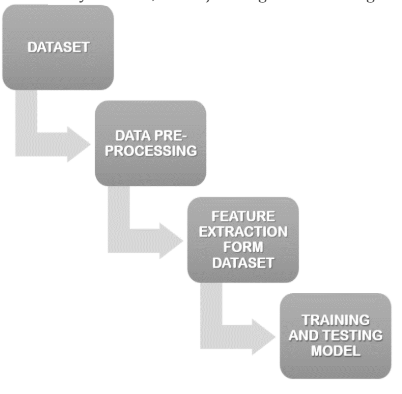 DATASET
DATA PRE-
PROCESSING
FEATURE
EXTRACTION
FORM
DATASET
TRAINING
AND TESTING
MODEL